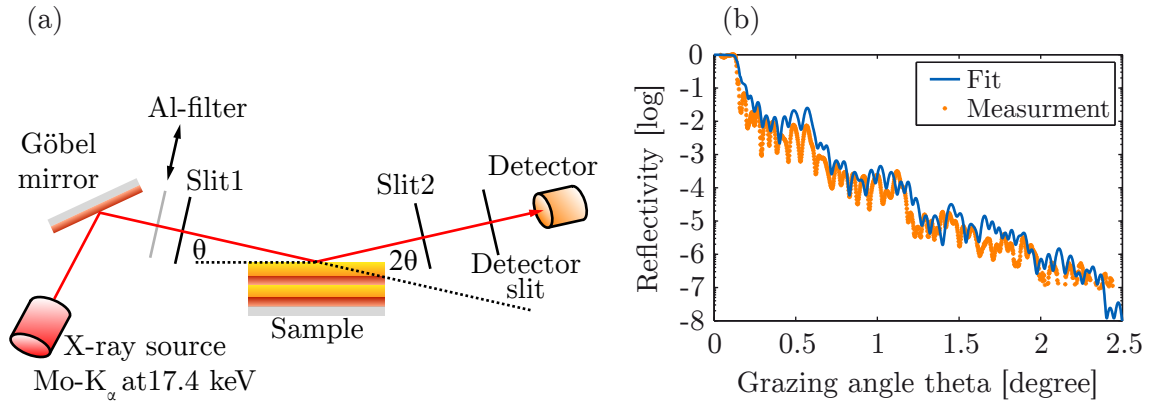 (a)
Al-filter
Göbel
mirror
Slit1
θ
Slit2
Detector
2θ
Detector
slit
Sample
X-ray source
Mo-Kα at17.4 keV
(b)
Fit
Measurment
Reflectivity [log]
0
-1
-2
-3
-4
-5
-6
-7
-8
0 0.5 1 1.5 2 2.5
Grazing angle theta [degree]